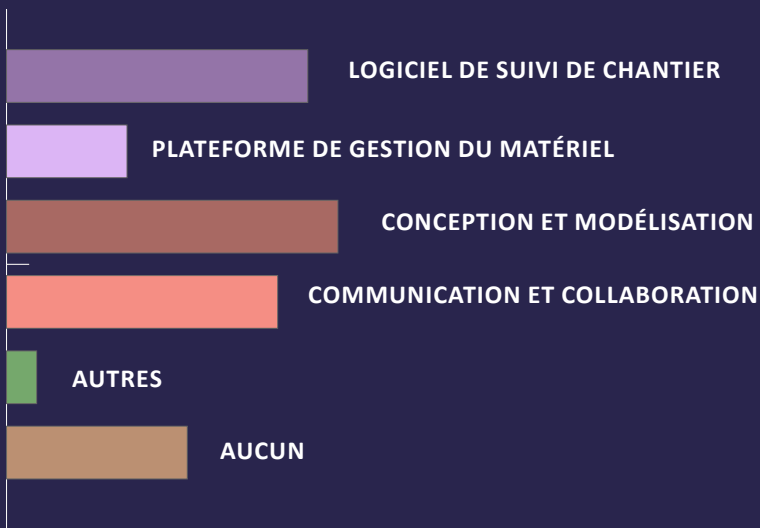 LOGICIEL DE SUIVI DE CHANTIER
PLATEFORME DE GESTION DU MATÉRIEL
CONCEPTION ET MODÉLISATION
COMMUNICATION ET COLLABORATION
AUTRES
AUCUN